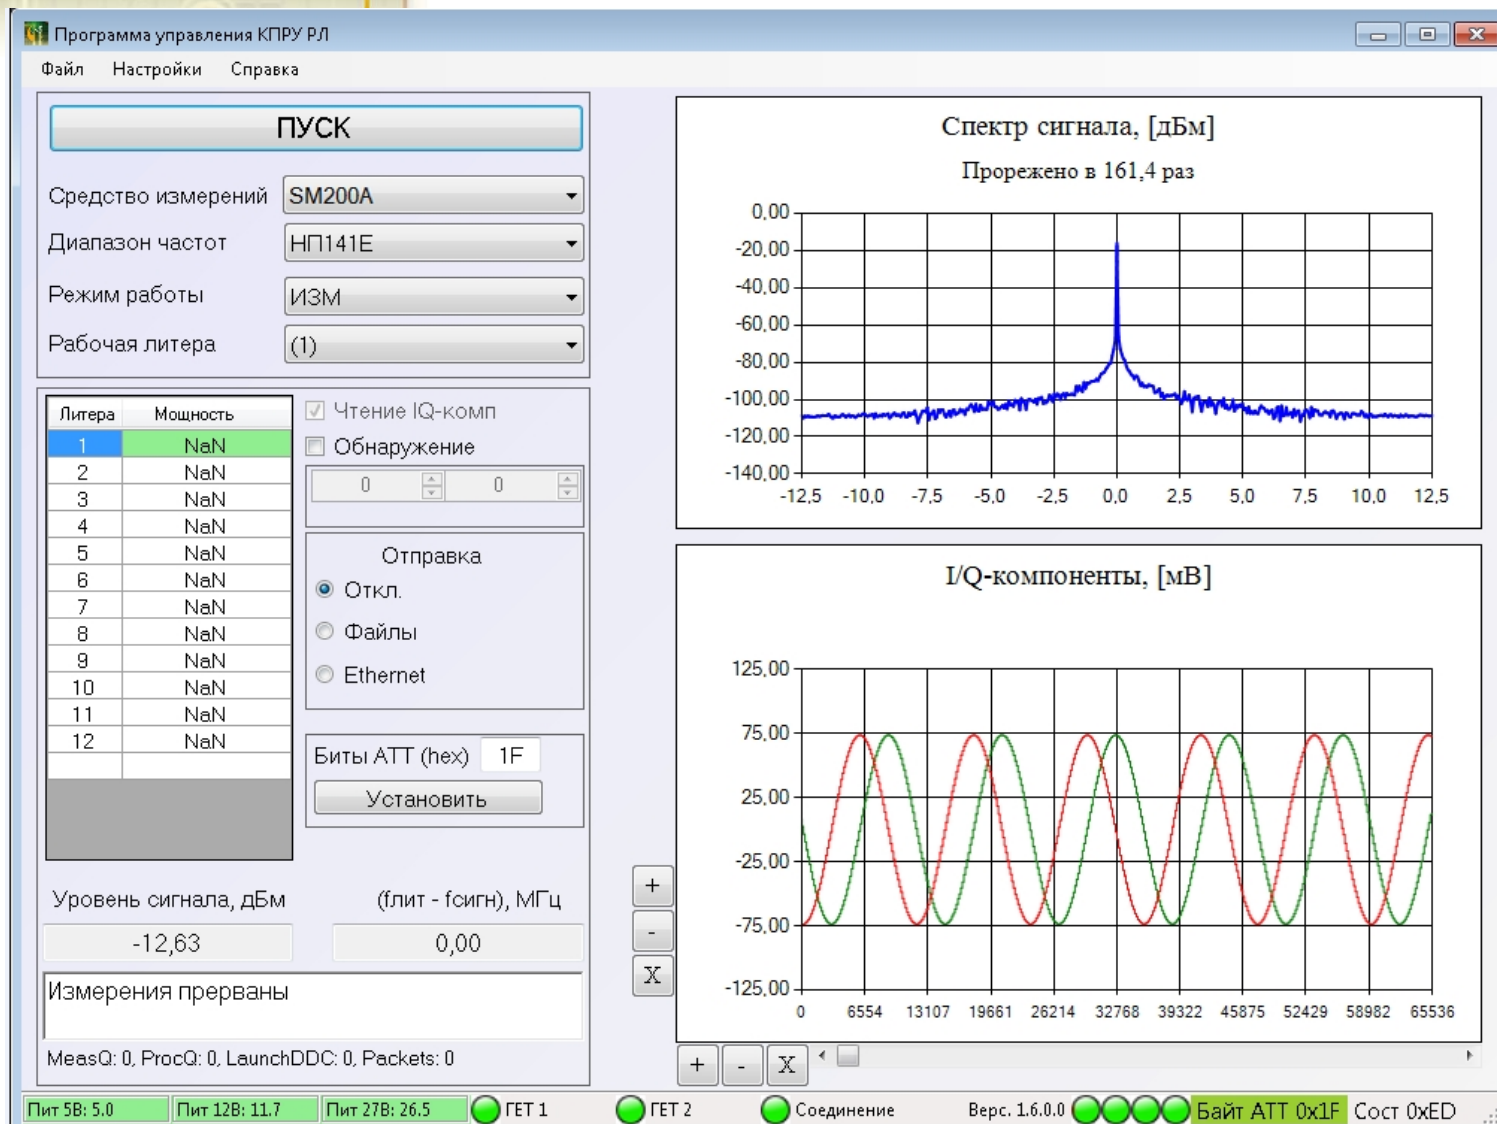 Программа управления КПРУ РЛ
Файл Настройки Справка
ПУСК
Средство измерений SM200A
Диапазон частот НП141Е
Режим работы ИЗМ
Рабочая литера (1)
Литера Мощность
1 NaN
2 NaN
3 NaN
4 NaN
5 NaN
6 NaN
7 NaN
8 NaN
9 NaN
10 NaN
11 NaN
12 NaN
Чтение IQ-комп
Обнаружение
0 0
Отправка
Откл.
Файлы
Ethernet
Биты АТТ (hex) 1F
Установить
Уровень сигнала, дБм (fлит - fсигн), МГц
-12,63 0,00
Измерения прерваны
MeasQ: 0, ProcQ: 0, LaunchDDC: 0, Packets: 0
Спектр сигнала, [дБм]
Прорежено в 161,4 раз
0,00
-20,00
-40,00
-60,00
-80,00
-100,00
-120,00
-140,00
-12,5 -10,0 -7,5 -5,0 -2,5 0,0 2,5 5,0 7,5 10,0 12,5
I/Q-компоненты, [мВ]
125,00
75,00
25,00
-25,00
-75,00
-125,00
0 6554 13107 19661 26214 32768 39322 45875 52429 58982 65536
+
-
X
+ - X
Пит 5В: 5.0 Пит 12В: 11.7 Пит 27В: 26.5 ГЕТ 1 ГЕТ 2 Соединение Верс. 1.6.0.0 Байт АТТ 0x1F Сост 0xED